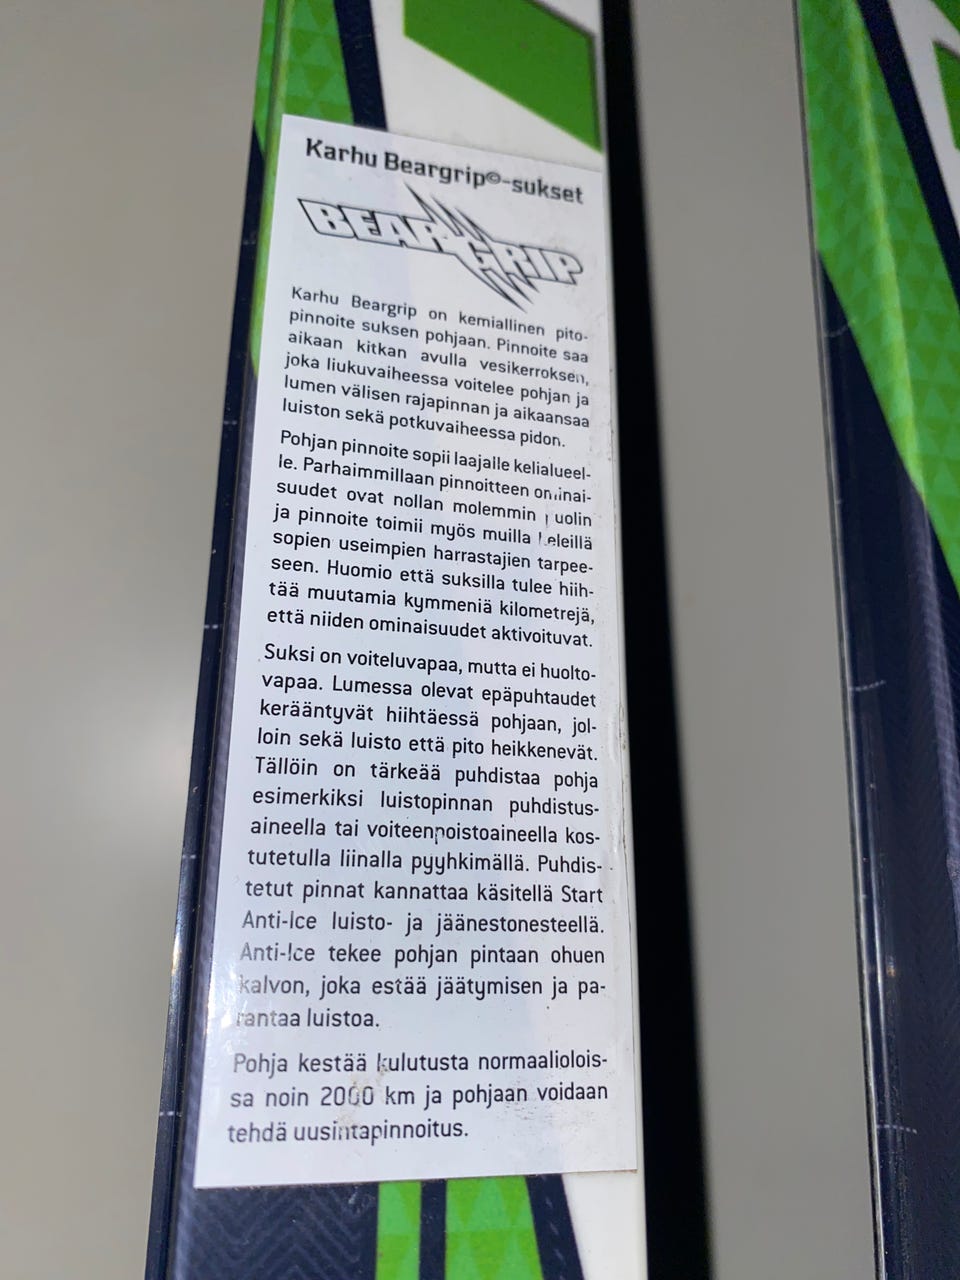 Karhu Beargrip©-sukset
BEARGRIP
Karhu Beargrip on kemiallinen pito-
pinnoite suksen pohjaan. Pinnoite saa
aikaan kitkan avulla vesikerroksen,
joka liukuvaiheessa voitelee pohjan ja
lumen välisen rajapinnan ja aikaansaa
luiston sekä potkuvaiheessa pidon.
Pohjan pinnoite sopii laajalle kelialueel-
le. Parhaimmillaan pinnoitteen ominai-
suudet ovat nollan molemmin puolin
ja pinnoite toimii myös muilla keleillä
sopien useimpien harrastajien tarpee-
seen. Huomio että suksilla tulee hiih-
tää muutamia kymmeniä kilometrejä,
että niiden ominaisuudet aktivoituvat.
Suksi on voiteluvapaa, mutta ei huolto-
vapaa. Lumessa olevat epäpuhtaudet
kerääntyvät hiihtäessä pohjaan, jol-
loin sekä luisto että pito heikkenevät.
Tällöin on tärkeää puhdistaa pohja
esimerkiksi luistopinnan puhdistus-
aineella tai voiteenpoistoaineella kos-
tutetulla liinalla pyyhkimällä. Puhdis-
tetut pinnat kannattaa käsitellä Start
Anti-Ice luisto- ja jäänestonesteellä.
Anti-Ice tekee pohjan pintaan ohuen
kalvon, joka estää jäätymisen ja pa-
rantaa luistoa.
Pohja kestää kulutusta normaaliolois-
sa noin 2000 km ja pohjaan voidaan
tehdä uusintapinnoitus.